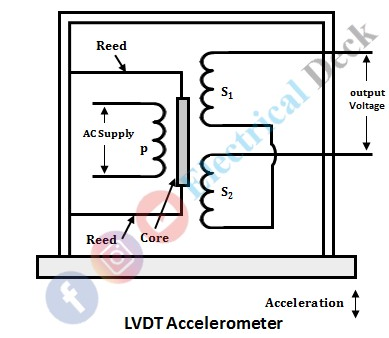 Reed
S1
output
Voltage
AC Supply
P
S2
Reed
Core
Acceleration
LVDT Accelerometer
Electrical Deck